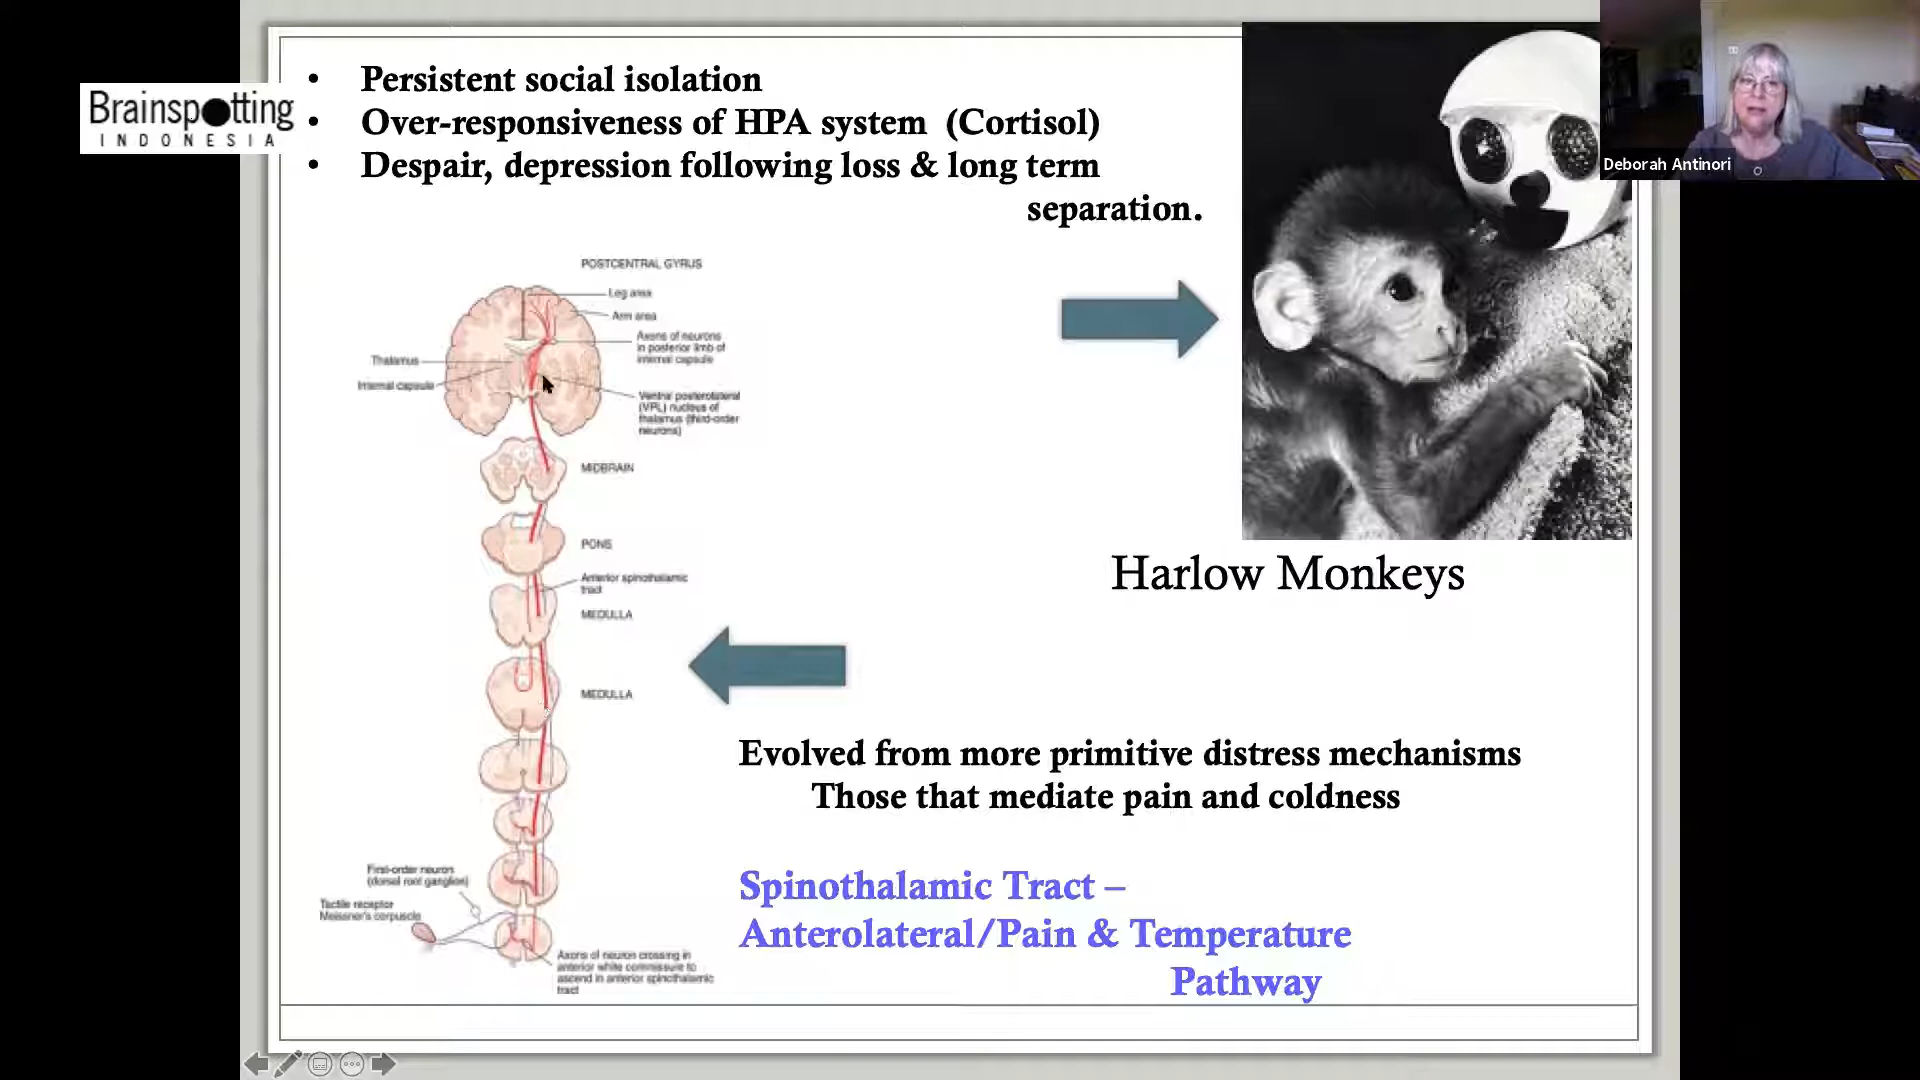 Brainspotting
INDONESIA
• Persistent social isolation
• Over-responsiveness of HPA system (Cortisol)
• Despair, depression following loss & long term
separation.
Deborah Antinori
POSTCENTRAL GYRUS
Leg area
Arm area
Axons of neurons
in posterior limb of
internal capsule
Thalamus
Internal capsule
Ventral posterolateral
(VPL) nucleus of
thalamus (third-order
neurons)
MIDBRAIN
PONS
Anterior spinothalamic
tract
MEDULLA
MEDULLA
First-order neuron
(dorsal root ganglion)
Tactile receptor
Meissner's corpuscle
Axons of neuron crossing in
anterior white commissure to
ascend in anterior spinothalamic
tract
Harlow Monkeys
Evolved from more primitive distress mechanisms
Those that mediate pain and coldness
Spinothalamic Tract –
Anterolateral/Pain & Temperature
Pathway